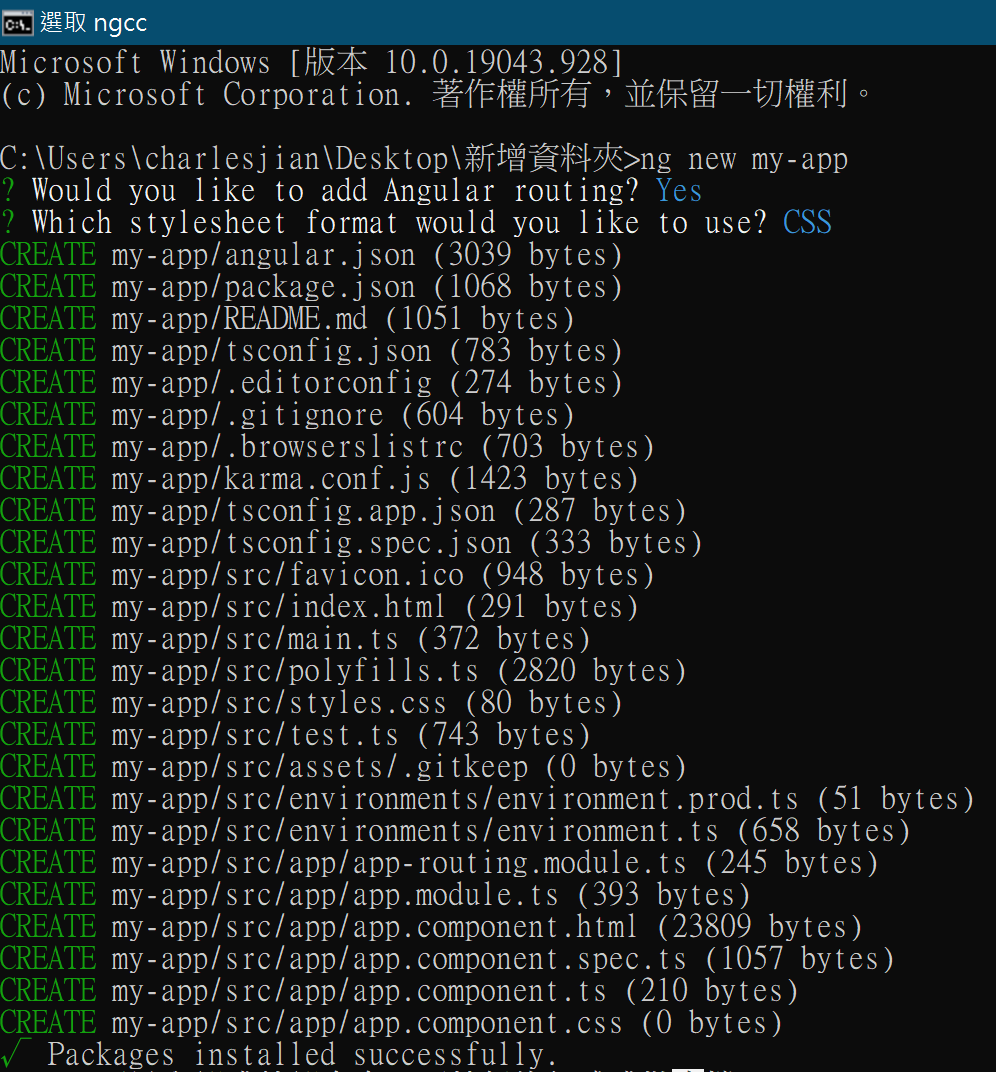 選取 ngcc
Microsoft Windows [版本 10.0.19043.928]
(c) Microsoft Corporation. 著作權所有，並保留一切權利。
C:\Users\charlesjian\Desktop\新增資料夾>ng new my-app
? Would you like to add Angular routing? Yes
? Which stylesheet format would you like to use? CSS
CREATE my-app/angular.json (3039 bytes)
CREATE my-app/package.json (1068 bytes)
CREATE my-app/README.md (1051 bytes)
CREATE my-app/tsconfig.json (783 bytes)
CREATE my-app/.editorconfig (274 bytes)
CREATE my-app/.gitignore (604 bytes)
CREATE my-app/.browserslistrc (703 bytes)
CREATE my-app/karma.conf.js (1423 bytes)
CREATE my-app/tsconfig.app.json (287 bytes)
CREATE my-app/tsconfig.spec.json (333 bytes)
CREATE my-app/src/favicon.ico (948 bytes)
CREATE my-app/src/index.html (291 bytes)
CREATE my-app/src/main.ts (372 bytes)
CREATE my-app/src/polyfills.ts (2820 bytes)
CREATE my-app/src/styles.css (80 bytes)
CREATE my-app/src/test.ts (743 bytes)
CREATE my-app/src/assets/.gitkeep (0 bytes)
CREATE my-app/src/environments/environment.prod.ts (51 bytes)
CREATE my-app/src/environments/environment.ts (658 bytes)
CREATE my-app/src/app/app-routing.module.ts (245 bytes)
CREATE my-app/src/app/app.module.ts (393 bytes)
CREATE my-app/src/app/app.component.html (23809 bytes)
CREATE my-app/src/app/app.component.spec.ts (1057 bytes)
CREATE my-app/src/app/app.component.ts (210 bytes)
CREATE my-app/src/app/app.component.css (0 bytes)
√ Packages installed successfully.